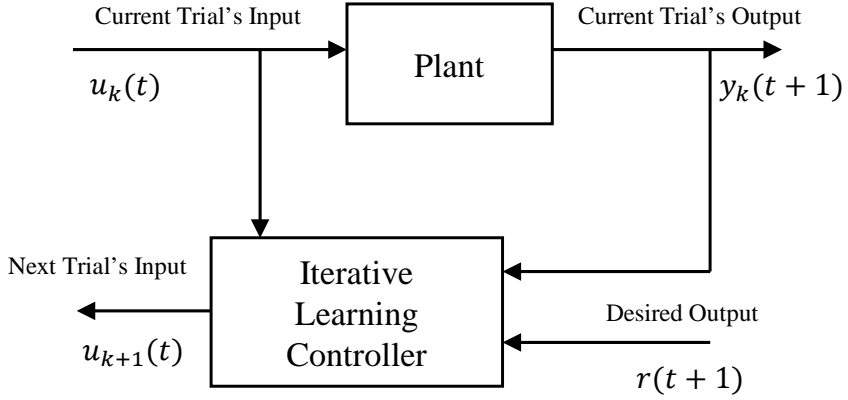 Current Trial's Input
Current Trial's Output
Plant
u_k(t)
y_k(t + 1)
Next Trial's Input
Iterative
Learning
Controller
Desired Output
u_{k+1}(t)
r(t + 1)